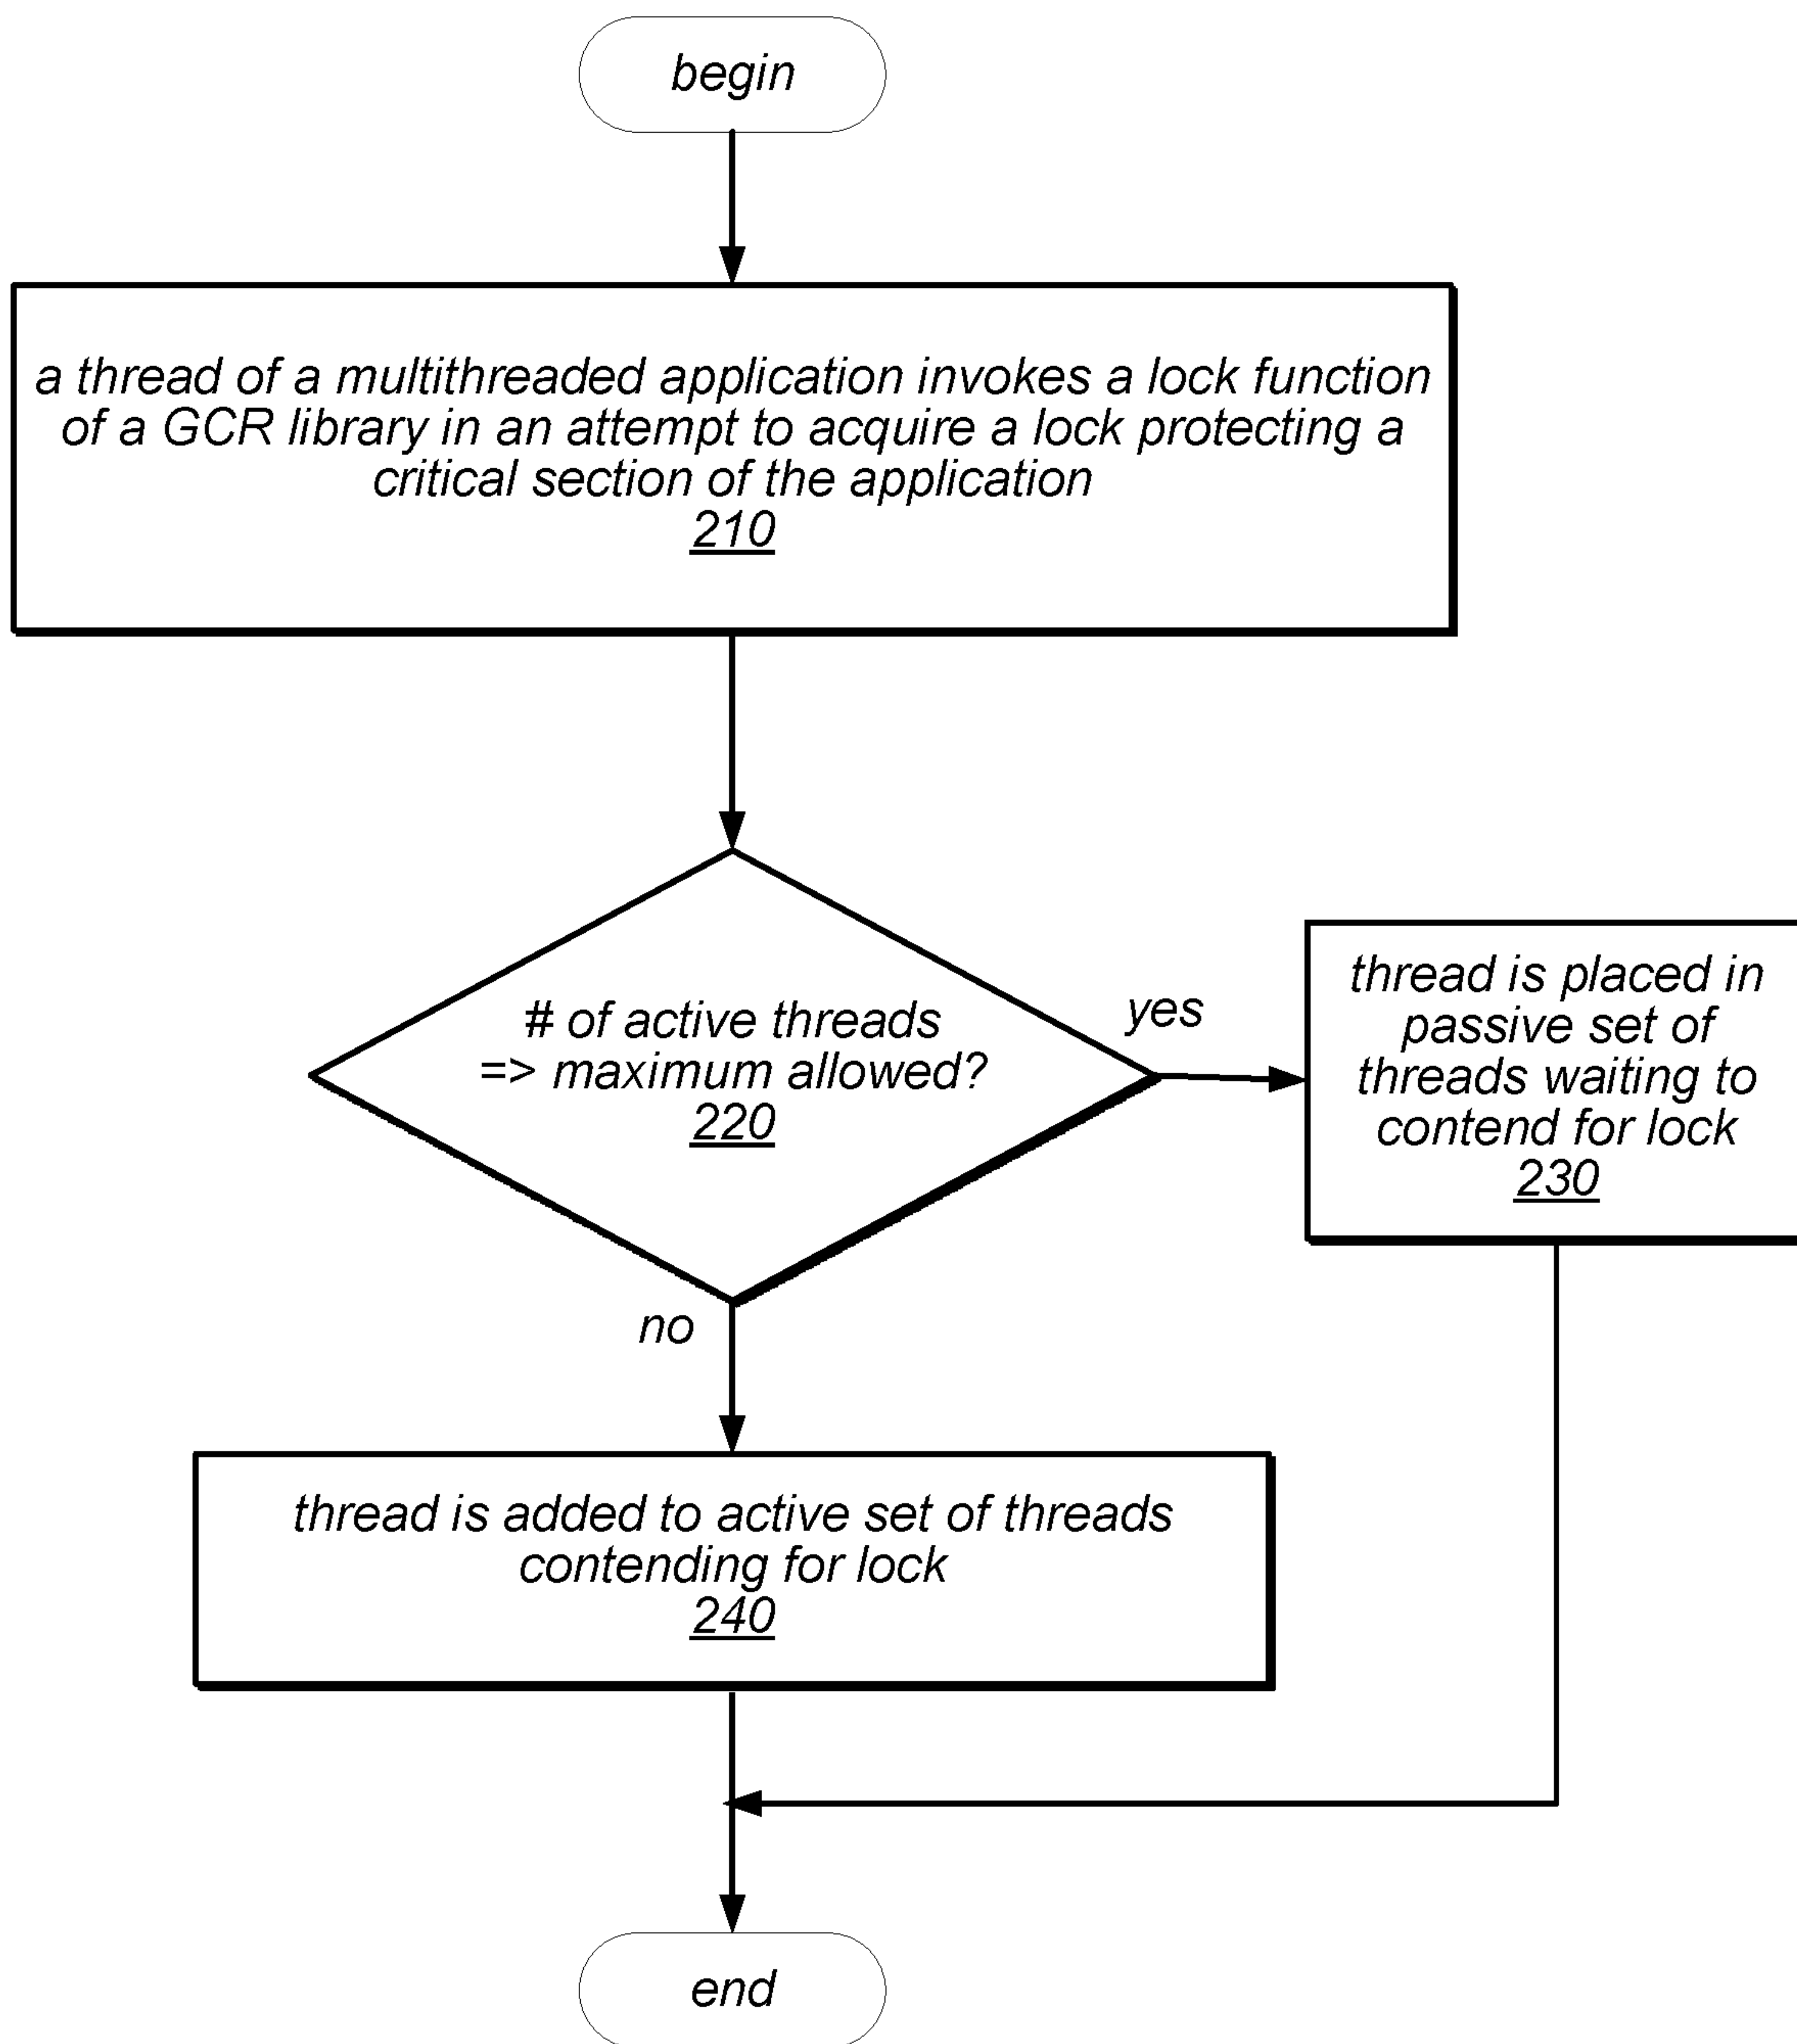 begin
a thread of a multithreaded application invokes a lock function
of a GCR library in an attempt to acquire a lock protecting a
critical section of the application
210
# of active threads
=> maximum allowed?
220
yes
thread is placed in
passive set of
threads waiting to
contend for lock
230
no
thread is added to active set of threads
contending for lock
240
end